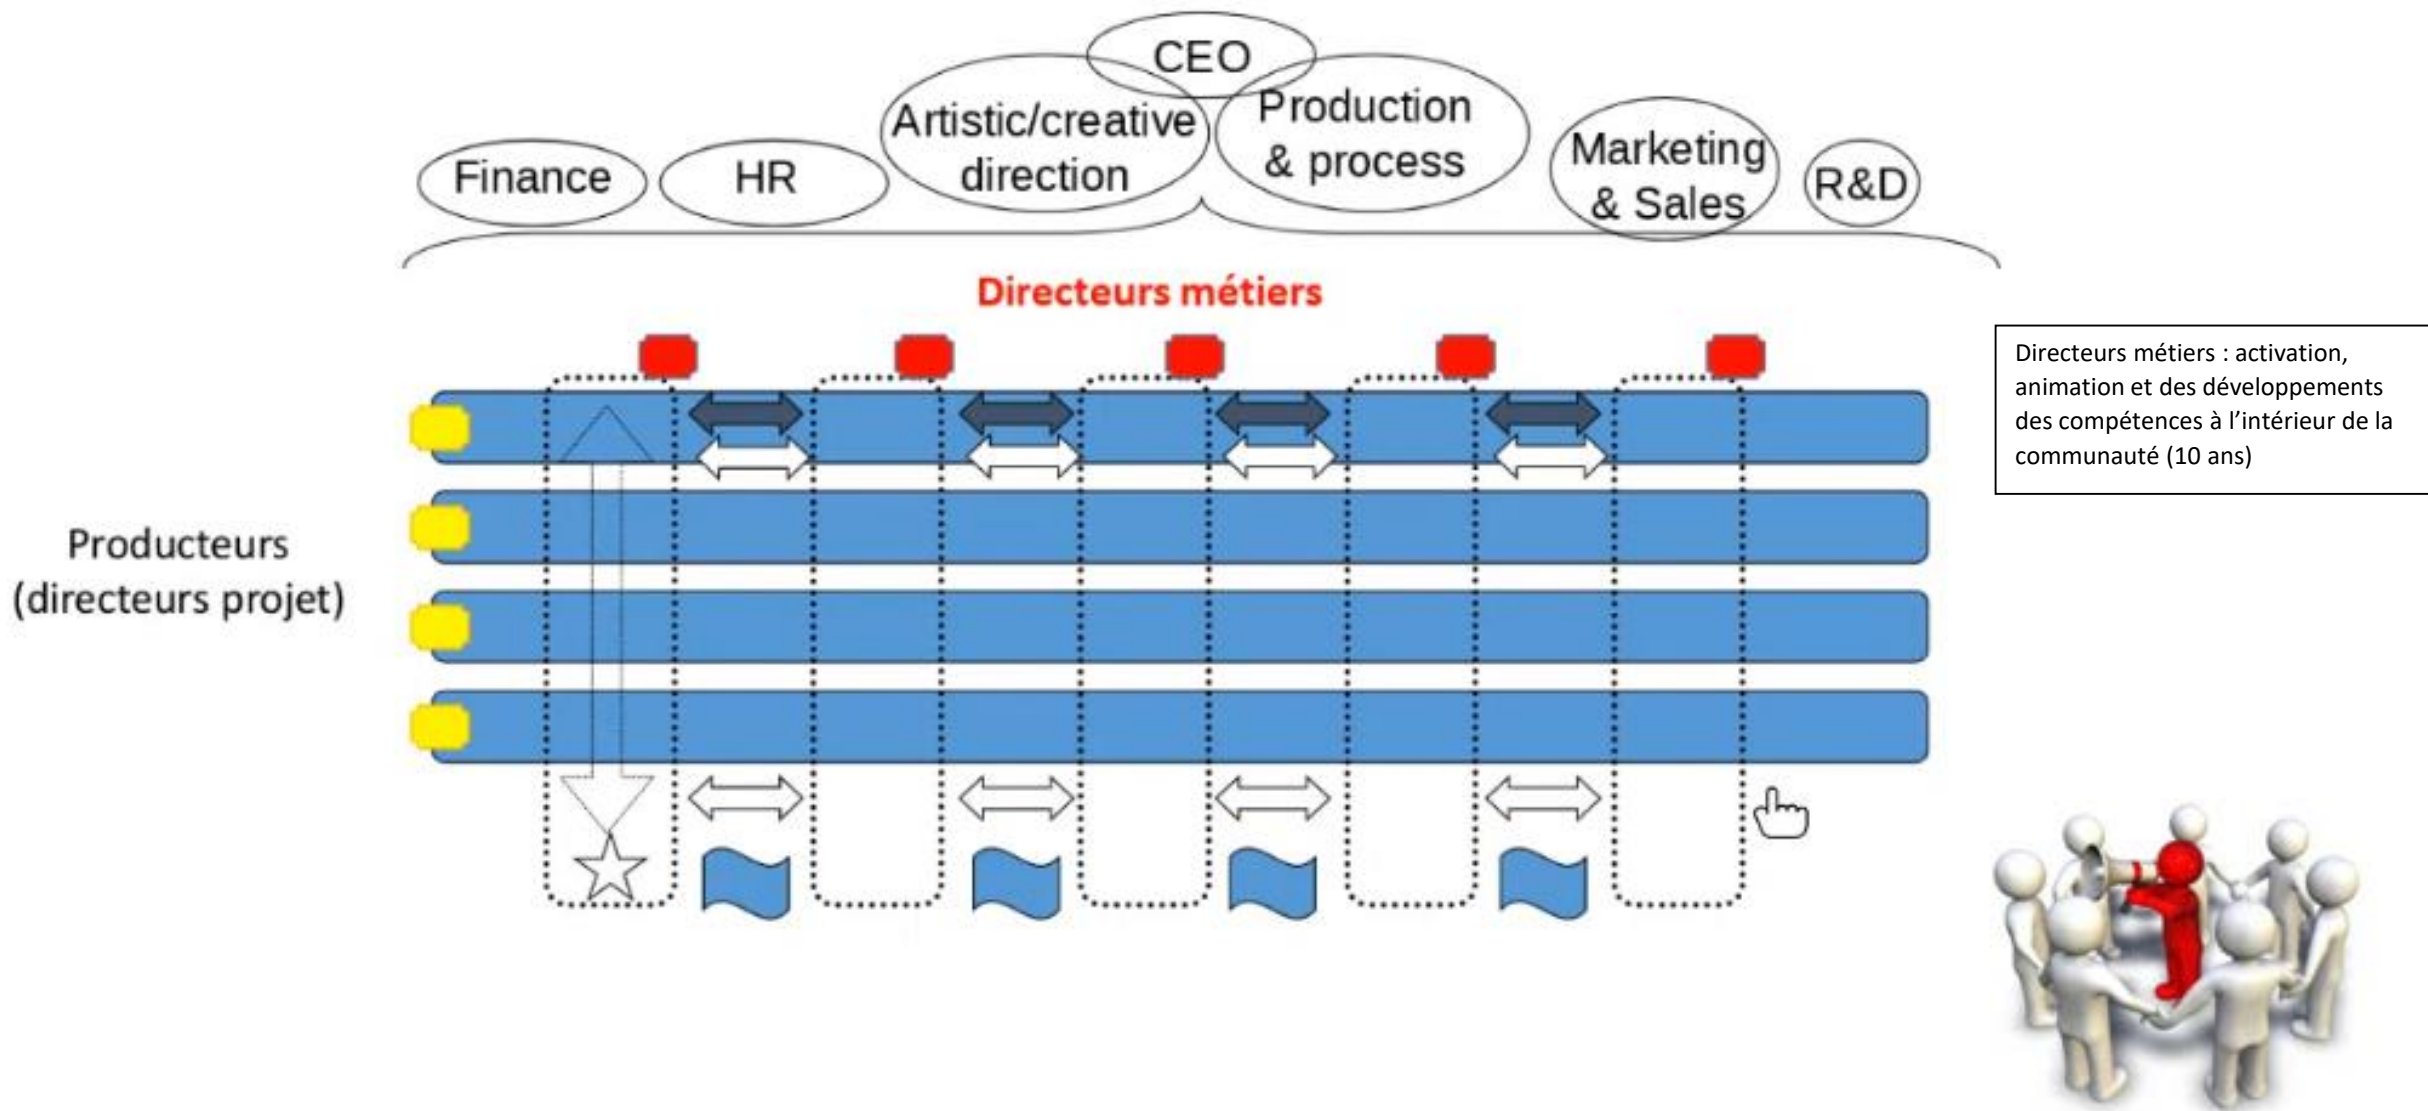 CEO
Finance
HR
Artistic/creative
direction
Production
& process
Marketing
& Sales
R&D
Directeurs métiers
Directeurs métiers : activation,
animation et des développements
des compétences à l’intérieur de la
communauté (10 ans)
Producteurs
(directeurs projet)